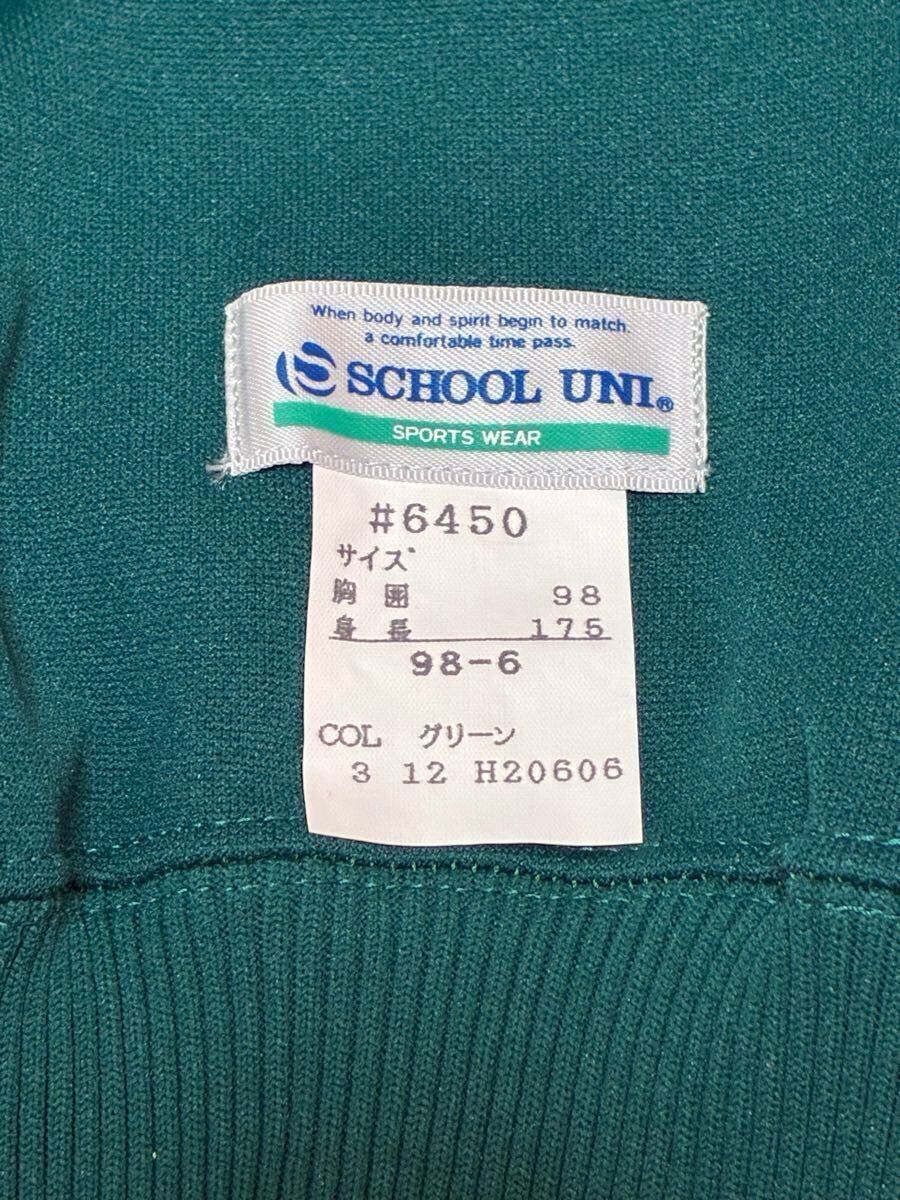 When body and spirit begin to match
a comfortable time pass.
SCHOOL UNI®
SPORTS WEAR
#6450
サイズ
胸囲 98
身長 175
98-6
COL グリーン
3 12 H20606